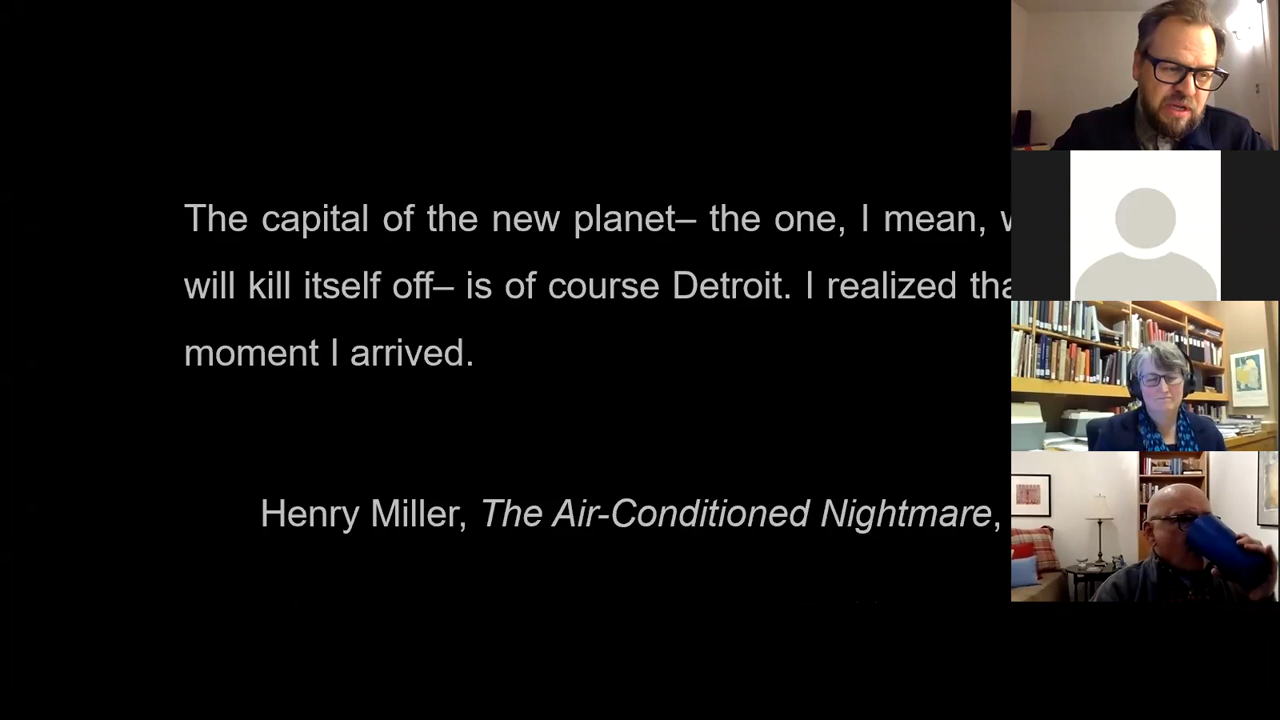 The capital of the new planet– the one, I mean,
will kill itself off– is of course Detroit. I realized
moment I arrived.
Henry Miller, The Air-Conditioned Nightmare,